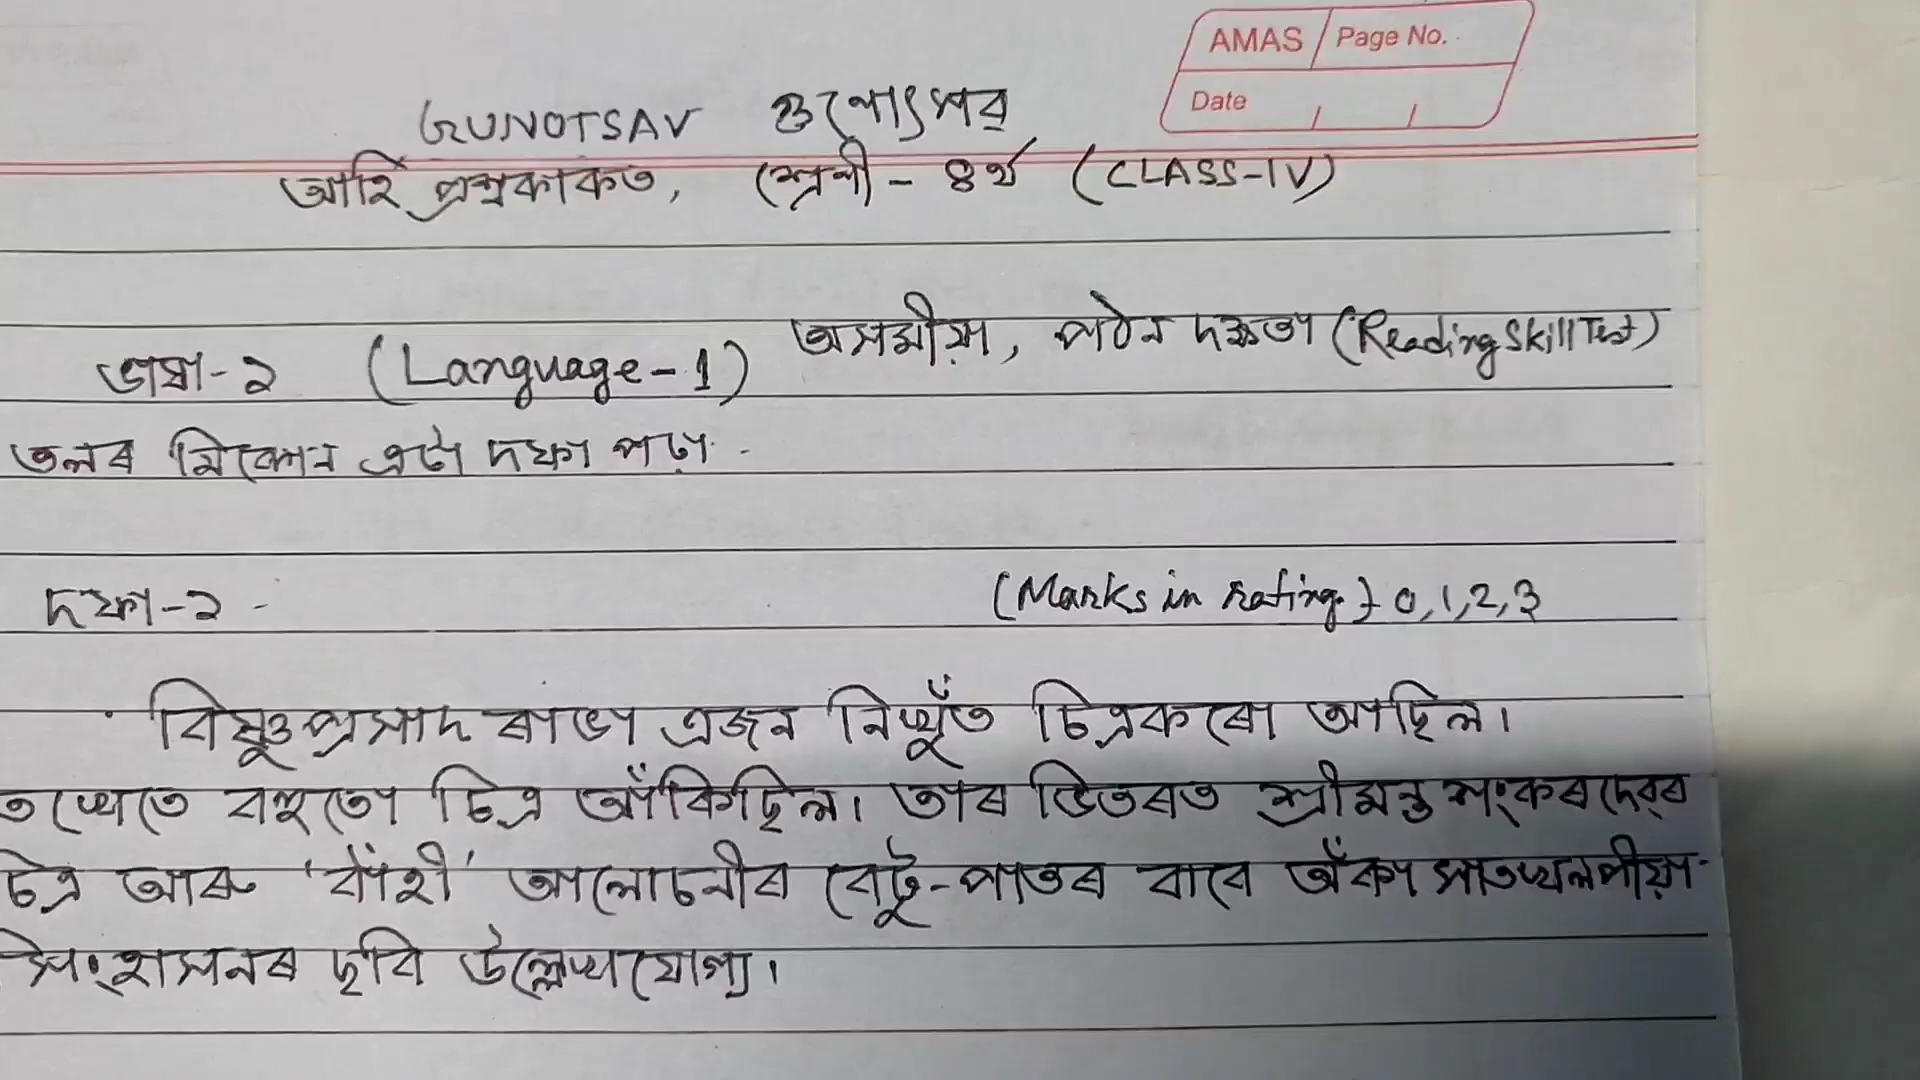 AMAS Page No.
Date / /
GUNOTSAV গুণোৎসৱ
আৰ্হি প্ৰশ্নকাকত, শ্ৰেণী - ৪ৰ্থ (CLASS-IV)
ভাষা-১ (Language-1) অসমীয়া, পঠন দক্ষতা (Reading Skill Test)
তলৰ যিকোন এটা দফা পঢ়া -
দফা-১ - (Marks in rating) 0,1,2,3
বিষ্ণুপ্ৰসাদ ৰাভা এজন নিখুঁত চিত্ৰকৰো আছিল।
তেখেতে বহুতো চিত্ৰ আঁকিছিল। তাৰ ভিতৰত শ্ৰীমন্ত শংকৰদেৱৰ
চিত্ৰ আৰু 'বাঁহী' আলোচনীৰ বেটু-পাতৰ বাবে অঁকা সাতখলপীয়া
সিংহাসনৰ ছবি উল্লেখযোগ্য।